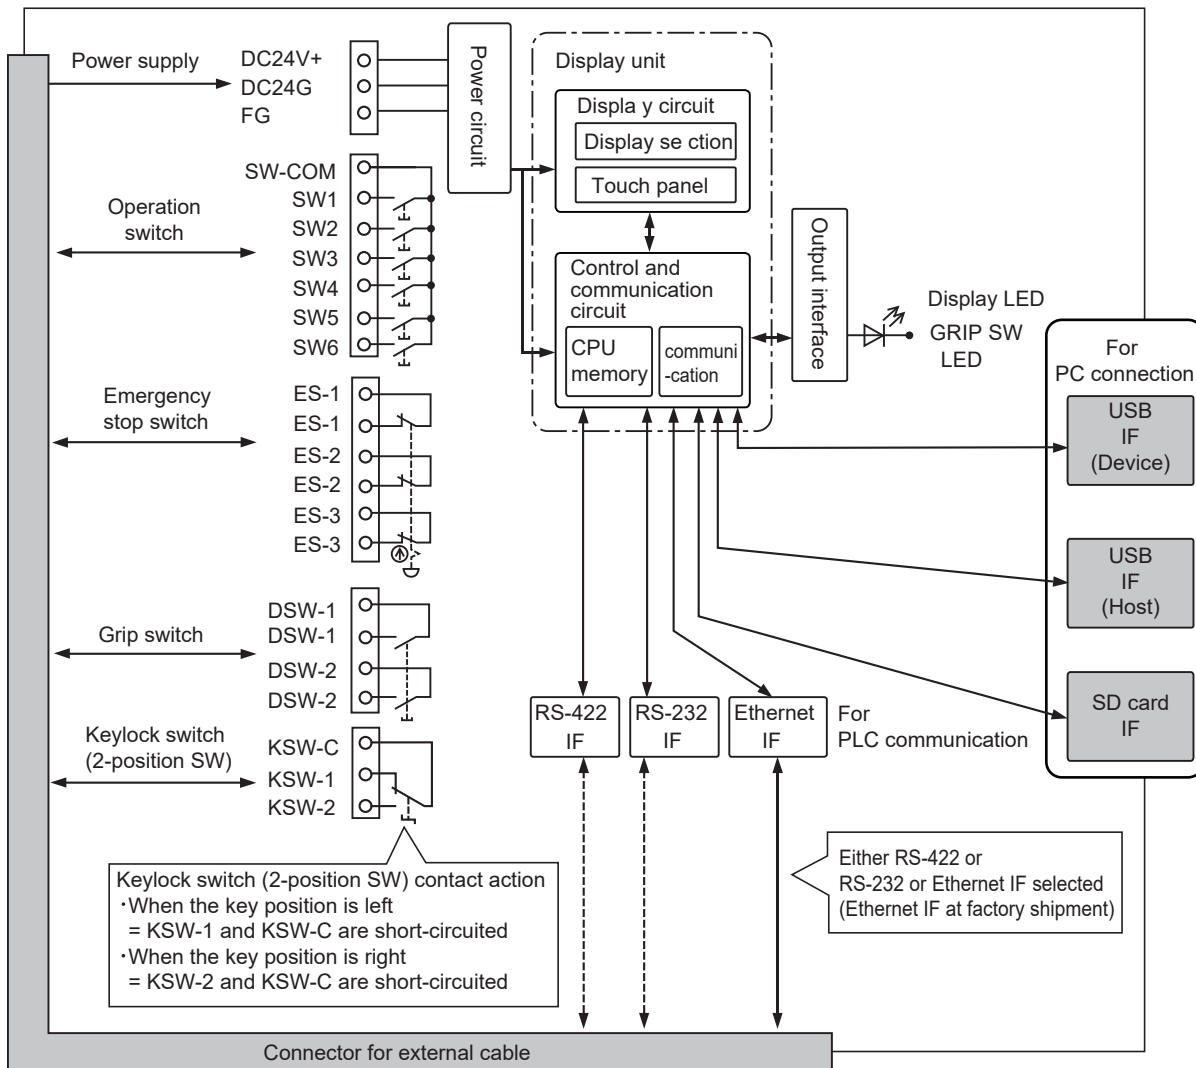 Power supply
DC24V+
DC24G
FG
Power circuit
Operation
switch
SW-COM
SW1
SW2
SW3
SW4
SW5
SW6
Emergency
stop switch
ES-1
ES-1
ES-2
ES-2
ES-3
ES-3
Grip switch
DSW-1
DSW-1
DSW-2
DSW-2
Keylock switch
(2-position SW)
KSW-C
KSW-1
KSW-2
Keylock switch (2-position SW) contact action
・When the key position is left
= KSW-1 and KSW-C are short-circuited
・When the key position is right
= KSW-2 and KSW-C are short-circuited
Display unit
Displa y circuit
Display se ction
Touch panel
Control and
communication
circuit
CPU
memory
communi
-cation
Output interface
Display LED
GRIP SW
LED
For
PC connection
USB
IF
(Device)
USB
IF
(Host)
SD card
IF
RS-422
IF
RS-232
IF
Ethernet
IF
For
PLC communication
Either RS-422 or
RS-232 or Ethernet IF selected
(Ethernet IF at factory shipment)
Connector for external cable